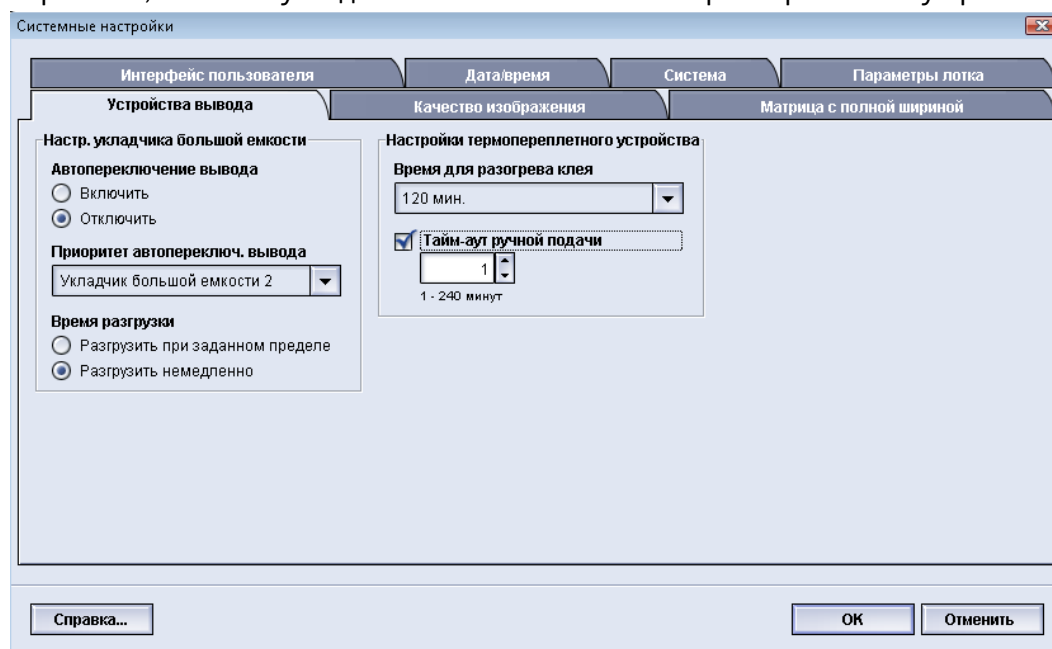 Системные настройки
Интерфейс пользователя
Дата/время
Система
Параметры лотка
Устройства вывода
Качество изображения
Матрица с полной шириной
Настр. укладчика большой емкости
Автопереключение вывода
Включить
Отключить
Приоритет автопереключ. вывода
Укладчик большой емкости 2
Время разгрузки
Разгрузить при заданном пределе
Разгрузить немедленно
Настройки термопереплетного устройства
Время для разогрева клея
120 мин.
Тайм-аут ручной подачи
1
1 - 240 минут
Справка...
OK
Отменить